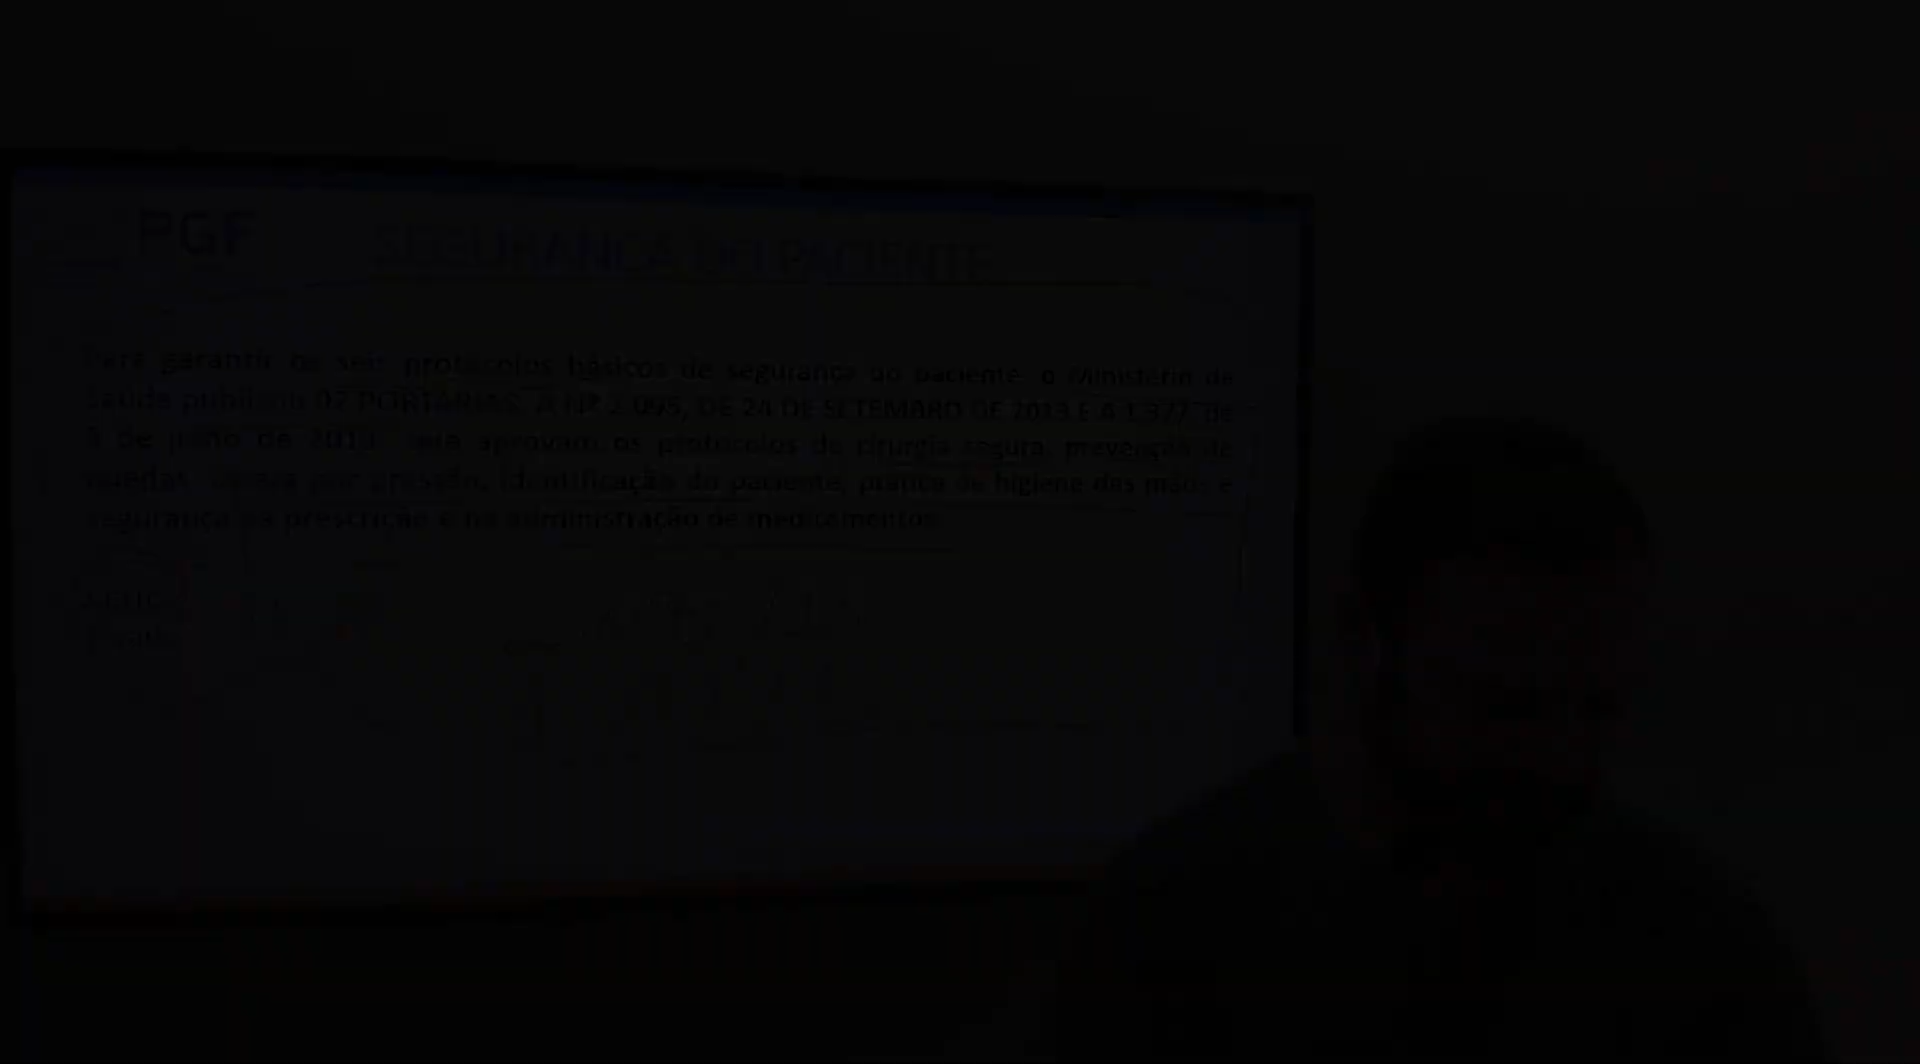 PGF
SEGURANÇA DO PACIENTE
Para garantir os seis protocolos básicos de segurança do paciente, o Ministério da
Saúde publicou 02 PORTARIAS: A Nº 2.095, DE 24 DE SETEMBRO DE 2013 E A 1.377, de
de julho de 2013, que aprovam os protocolos de cirurgia segura, prevenção de
quedas, úlcera por pressão, identificação do paciente, prática de higiene das mãos e
segurança na prescrição e na administração de medicamentos.